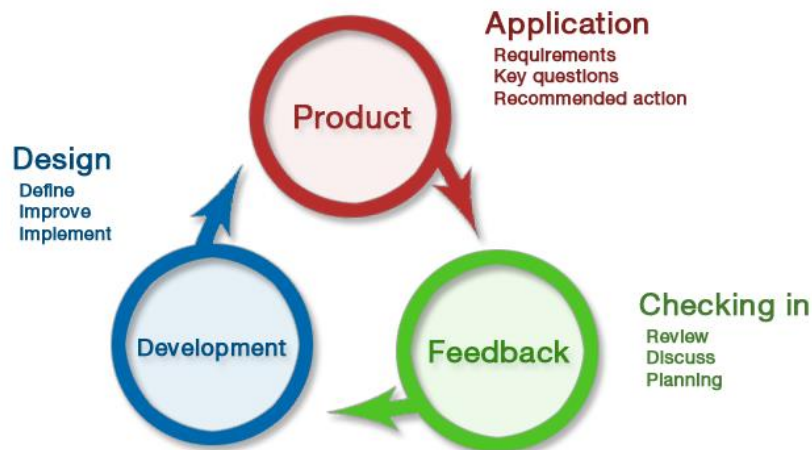 Application
Requirements
Key questions
Recommended action
Product
Design
Define
Improve
Implement
Development
Feedback
Checking in
Review
Discuss
Planning